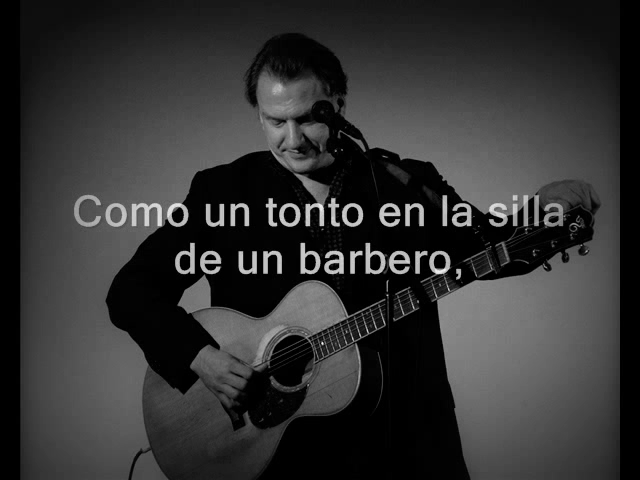 Como un tonto en la silla
de un barbero,